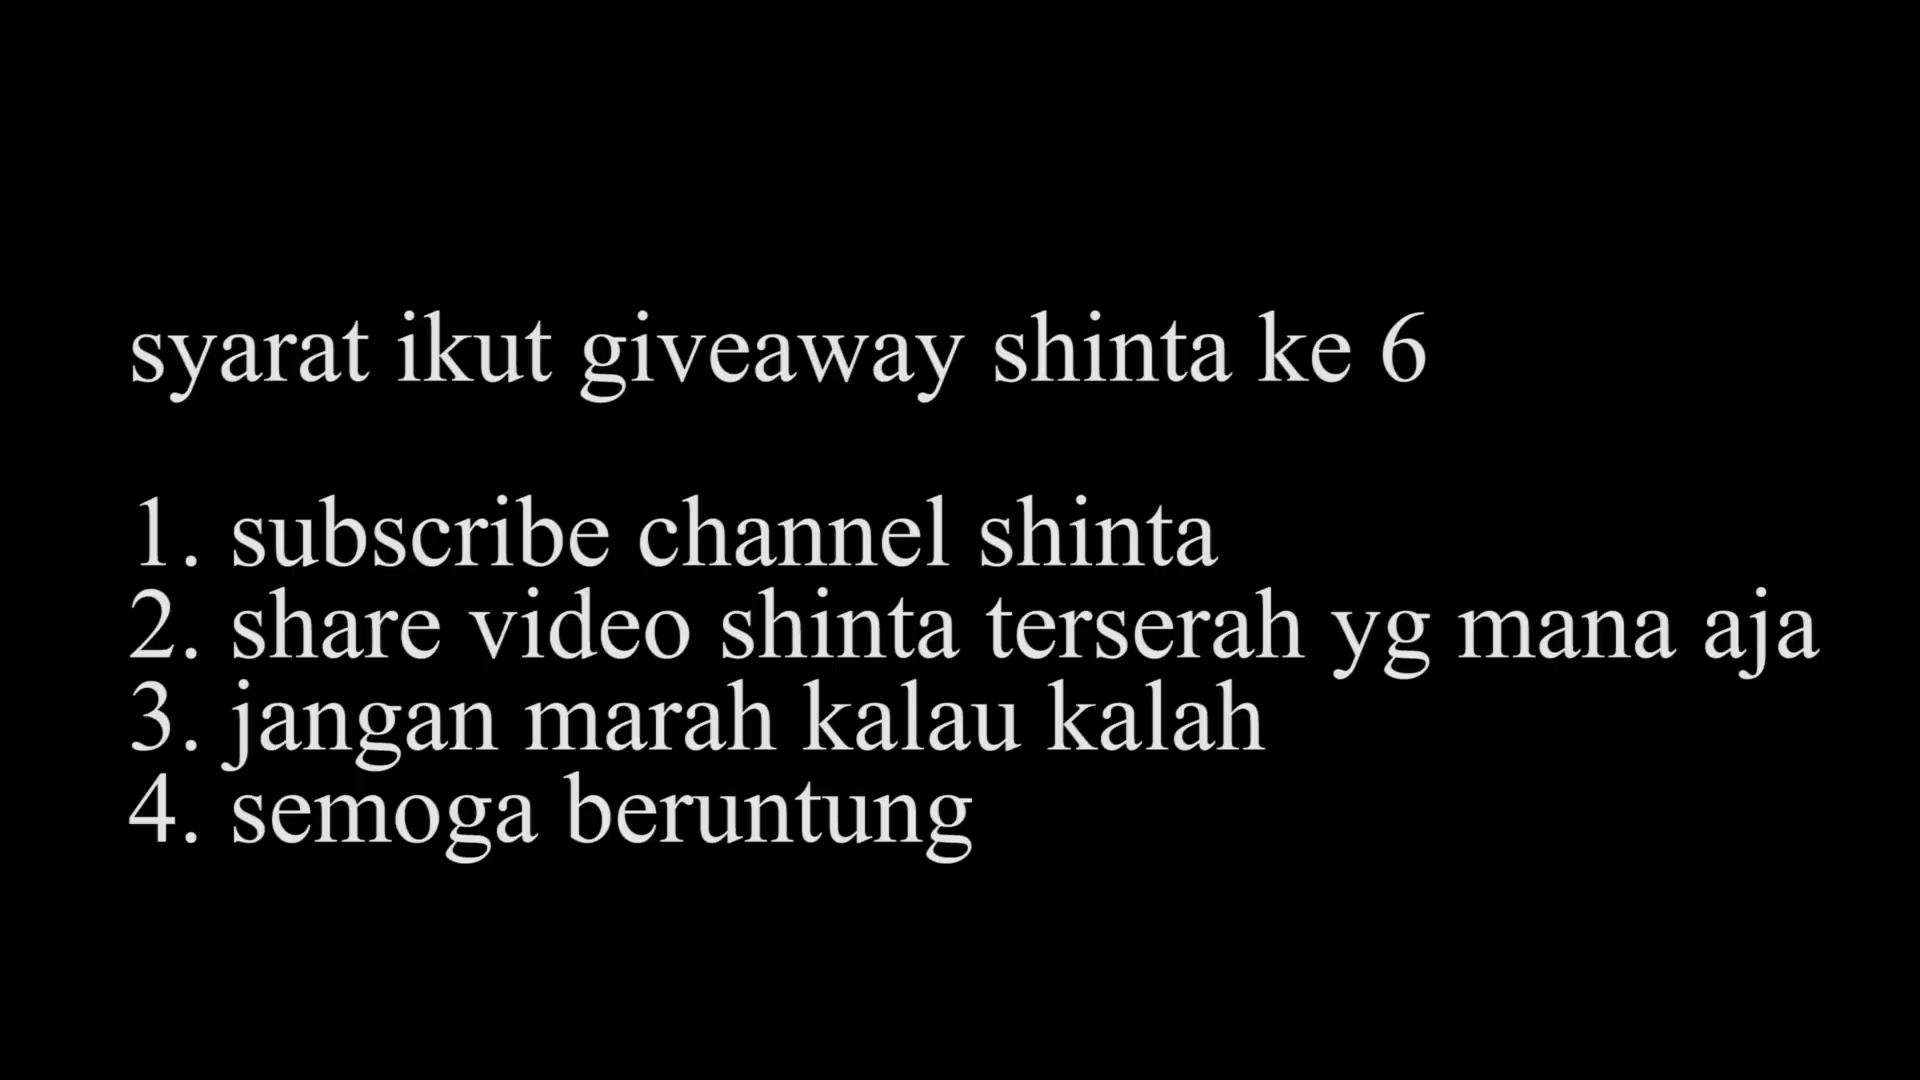 syarat ikut giveaway shinta ke 6
1. subscribe channel shinta
2. share video shinta terserah yg mana aja
3. jangan marah kalau kalah
4. semoga beruntung